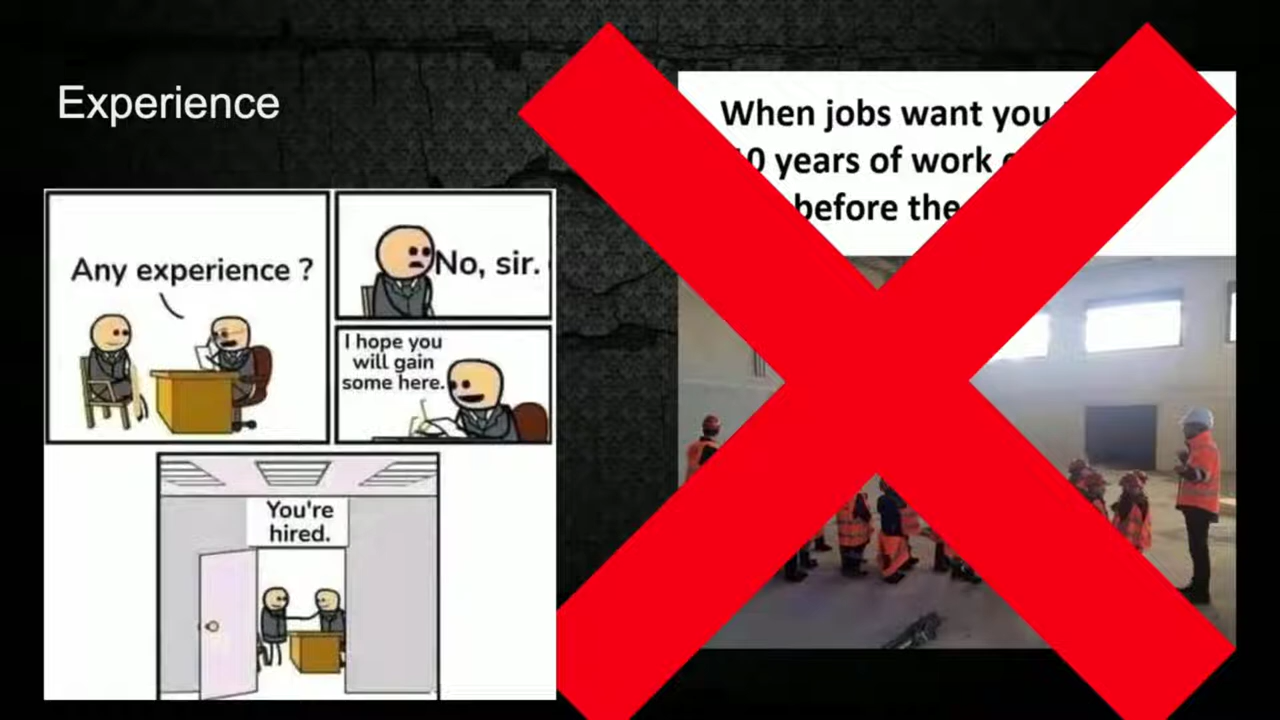 Experience
Any experience ?
No, sir.
I hope you
will gain
some here.
You're
hired.
When jobs want you
0 years of work
before the